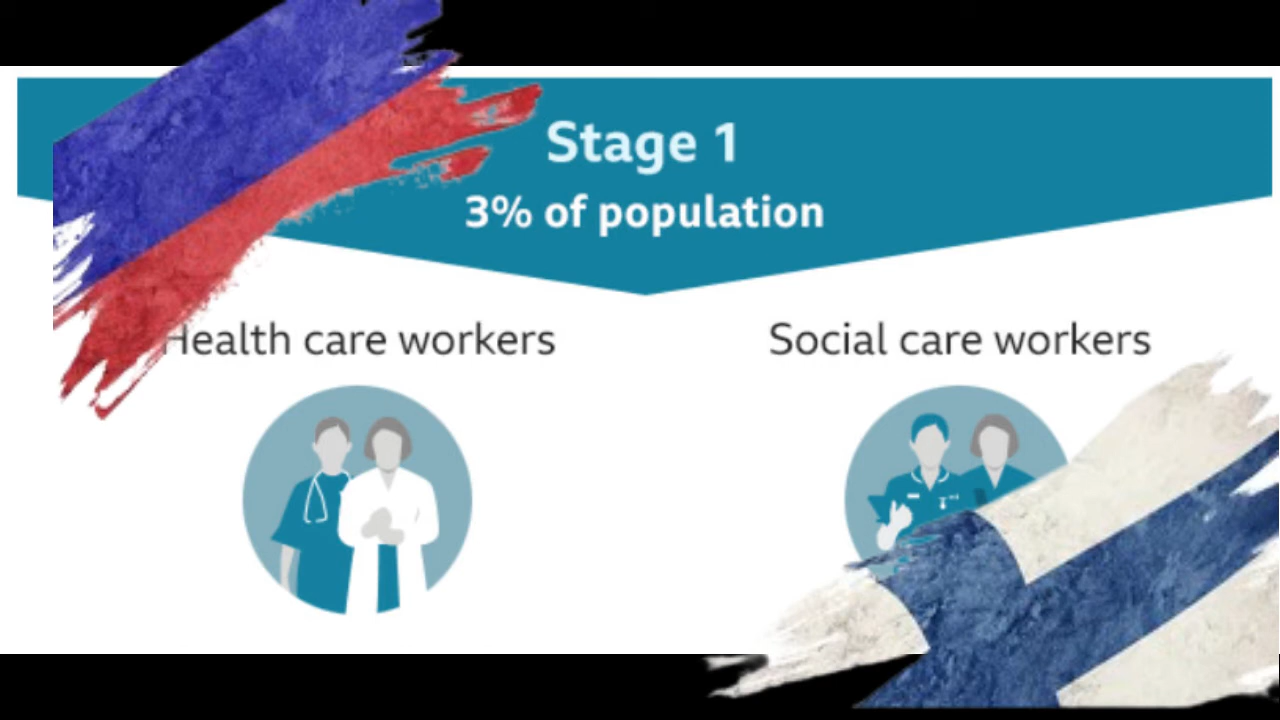 Stage 1
3% of population
Health care workers
Social care workers